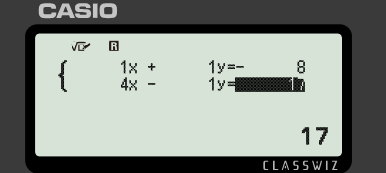 CASIO
√□/ R
1x + 1y=- 8
4x - 1y= 17
17
CLASSWIZ